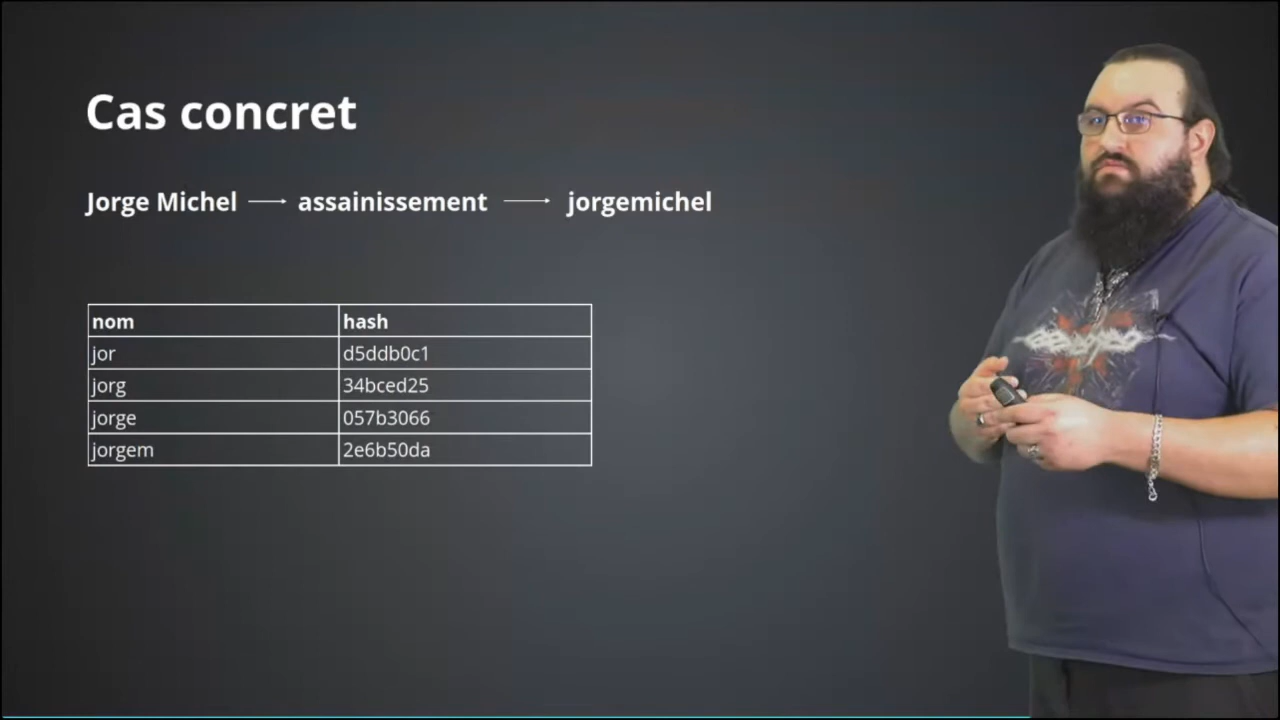 Cas concret
Jorge Michel → assainissement → jorgemichel
nom hash
jor d5ddb0c1
jorg 34bced25
jorge 057b3066
jorgem 2e6b50da